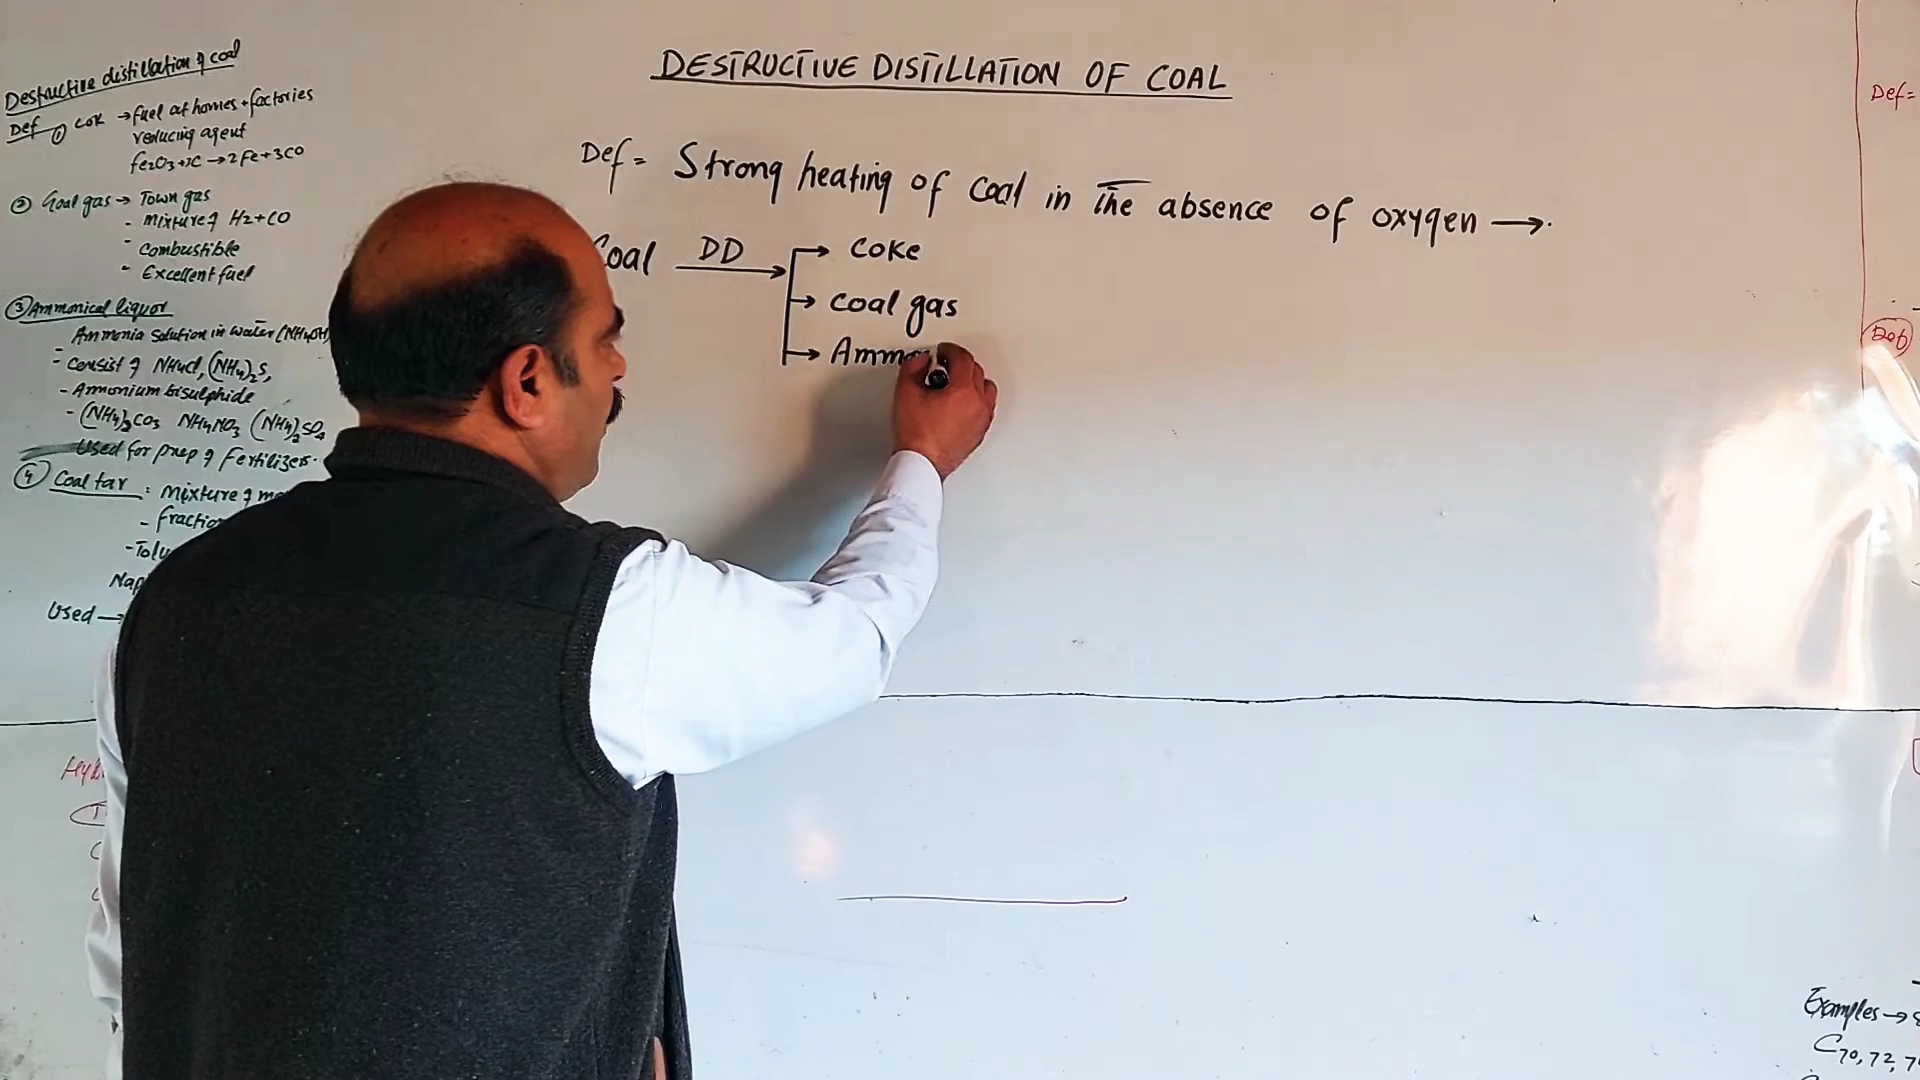 Destructive distillation of coal
Def ① Cok → fuel at homes + factories
reducing agent
Fe2O3 + 3C → 2Fe + 3CO
② Coal gas → Town gas
- Mixture of H2 + CO
- Combustible
- Excellent fuel
③ Ammonical liquor
- Ammonia solution in water (NH4OH)
- Consist of NH4Cl, (NH4)2S,
- Ammonium bisulphide
- (NH4)2CO3 NH4NO3 (NH4)2SO4
Used for prep of Fertilizers.
④ Coal tar : Mixture of
Used →
DESTRUCTIVE DISTILLATION OF COAL
Def = Strong heating of Coal in the absence of oxygen →
Coal DD → Coke
→ Coal gas
→ Ammo
Def =
Def
Examples →
C70, 72,